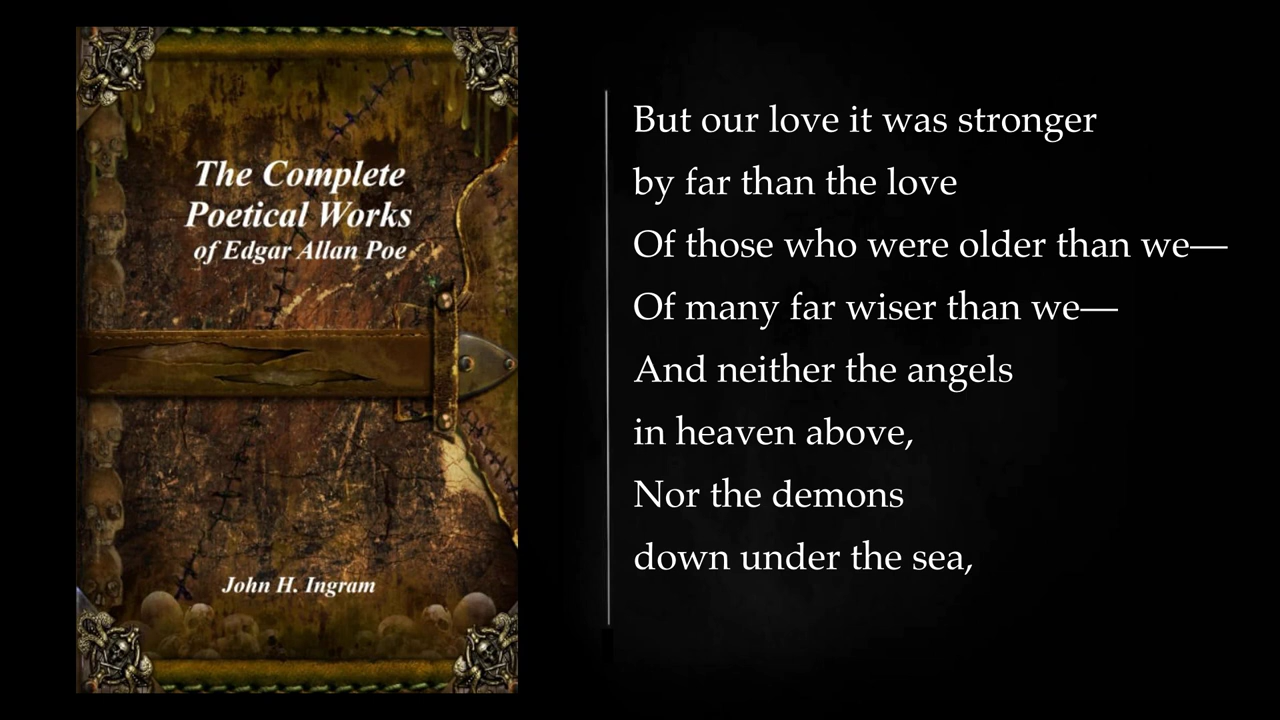 The Complete
Poetical Works
of Edgar Allan Poe
John H. Ingram
But our love it was stronger
by far than the love
Of those who were older than we—
Of many far wiser than we—
And neither the angels
in heaven above,
Nor the demons
down under the sea,